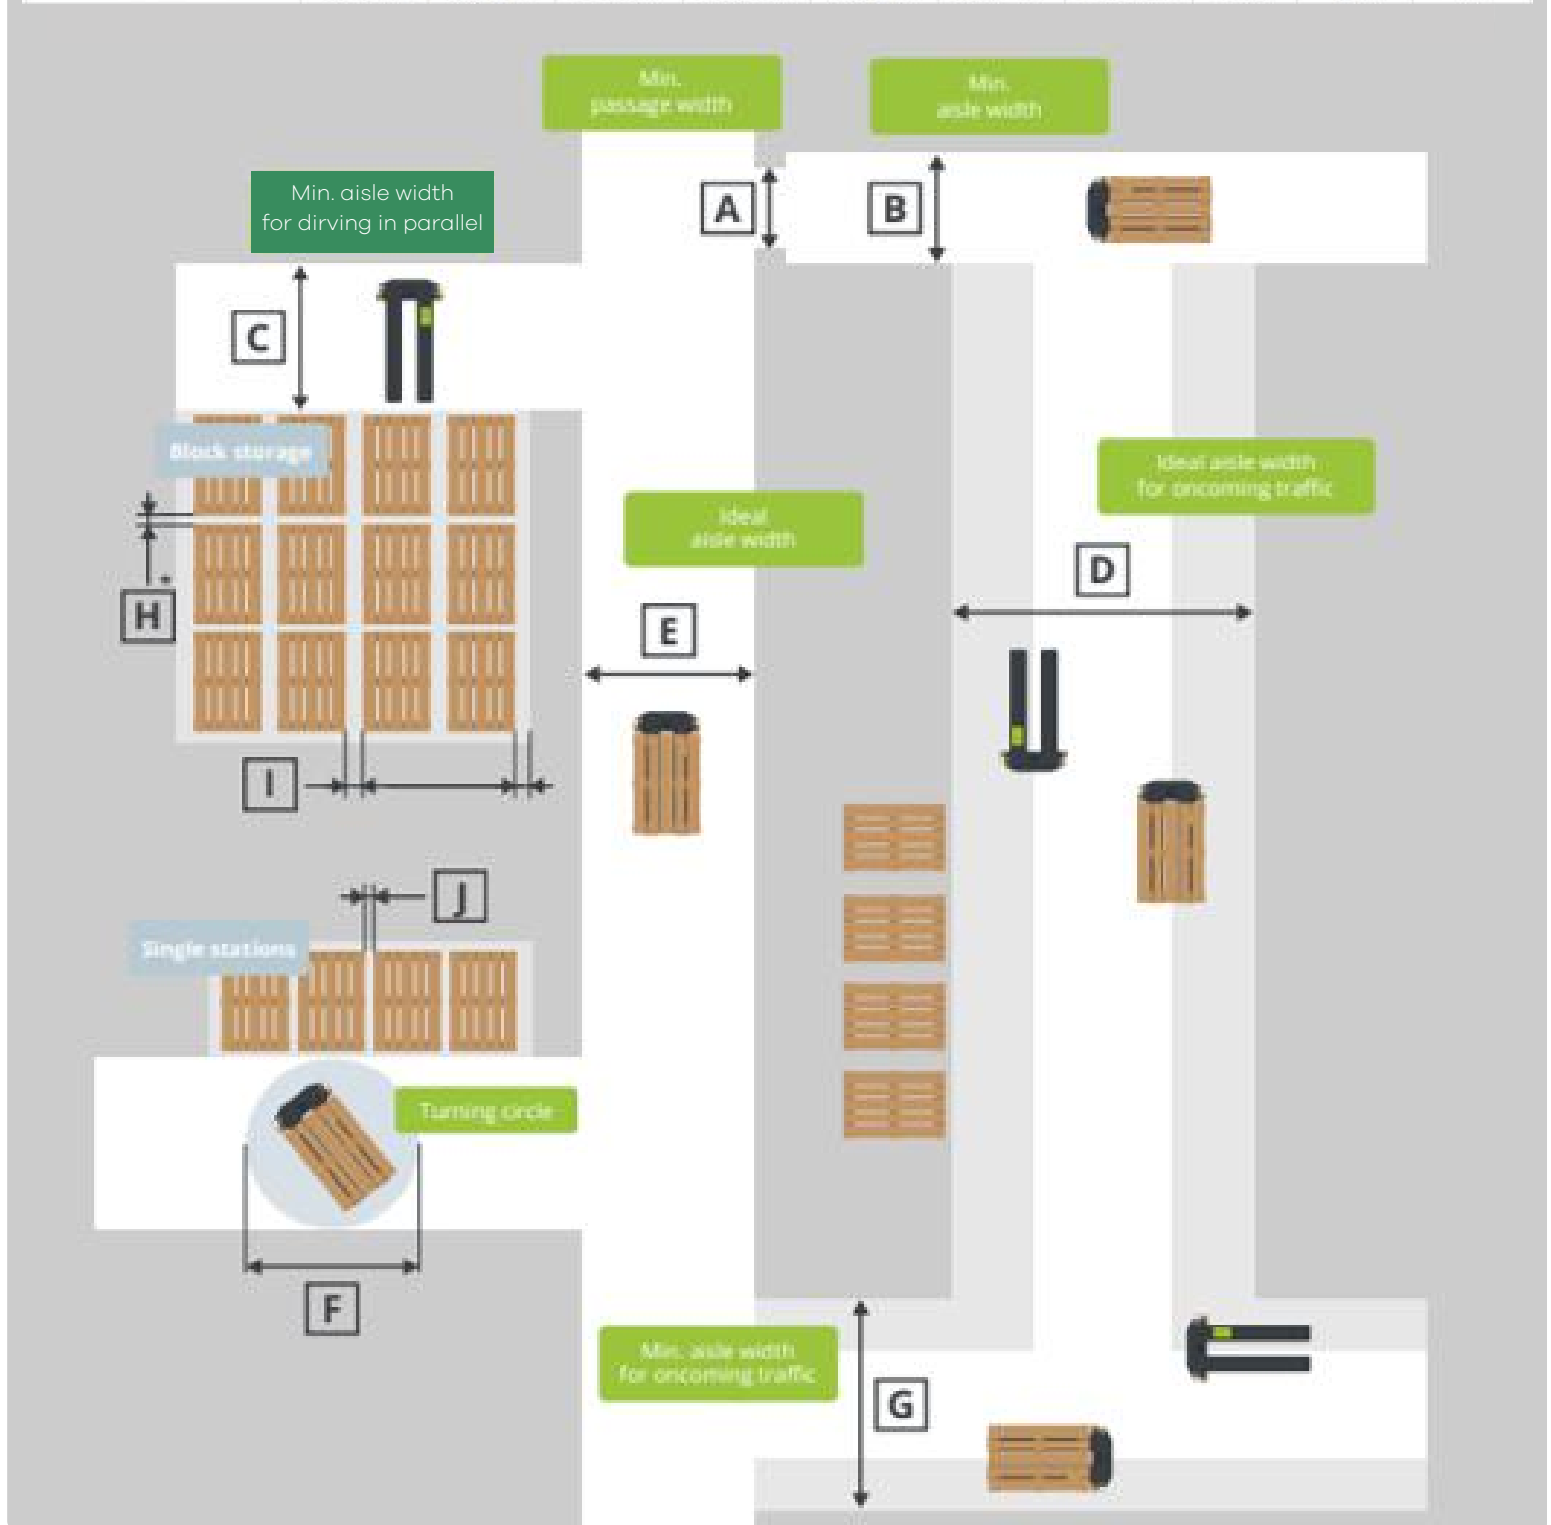 Min.
passage width
Min.
aisle width
Min. aisle width
for dirving in parallel
A
B
C
Block storage
Ideal aisle width
for oncoming traffic
Ideal
aisle width
D
H*
E
I
J
Single stations
Turning circle
F
Min. aisle width
for oncoming traffic
G